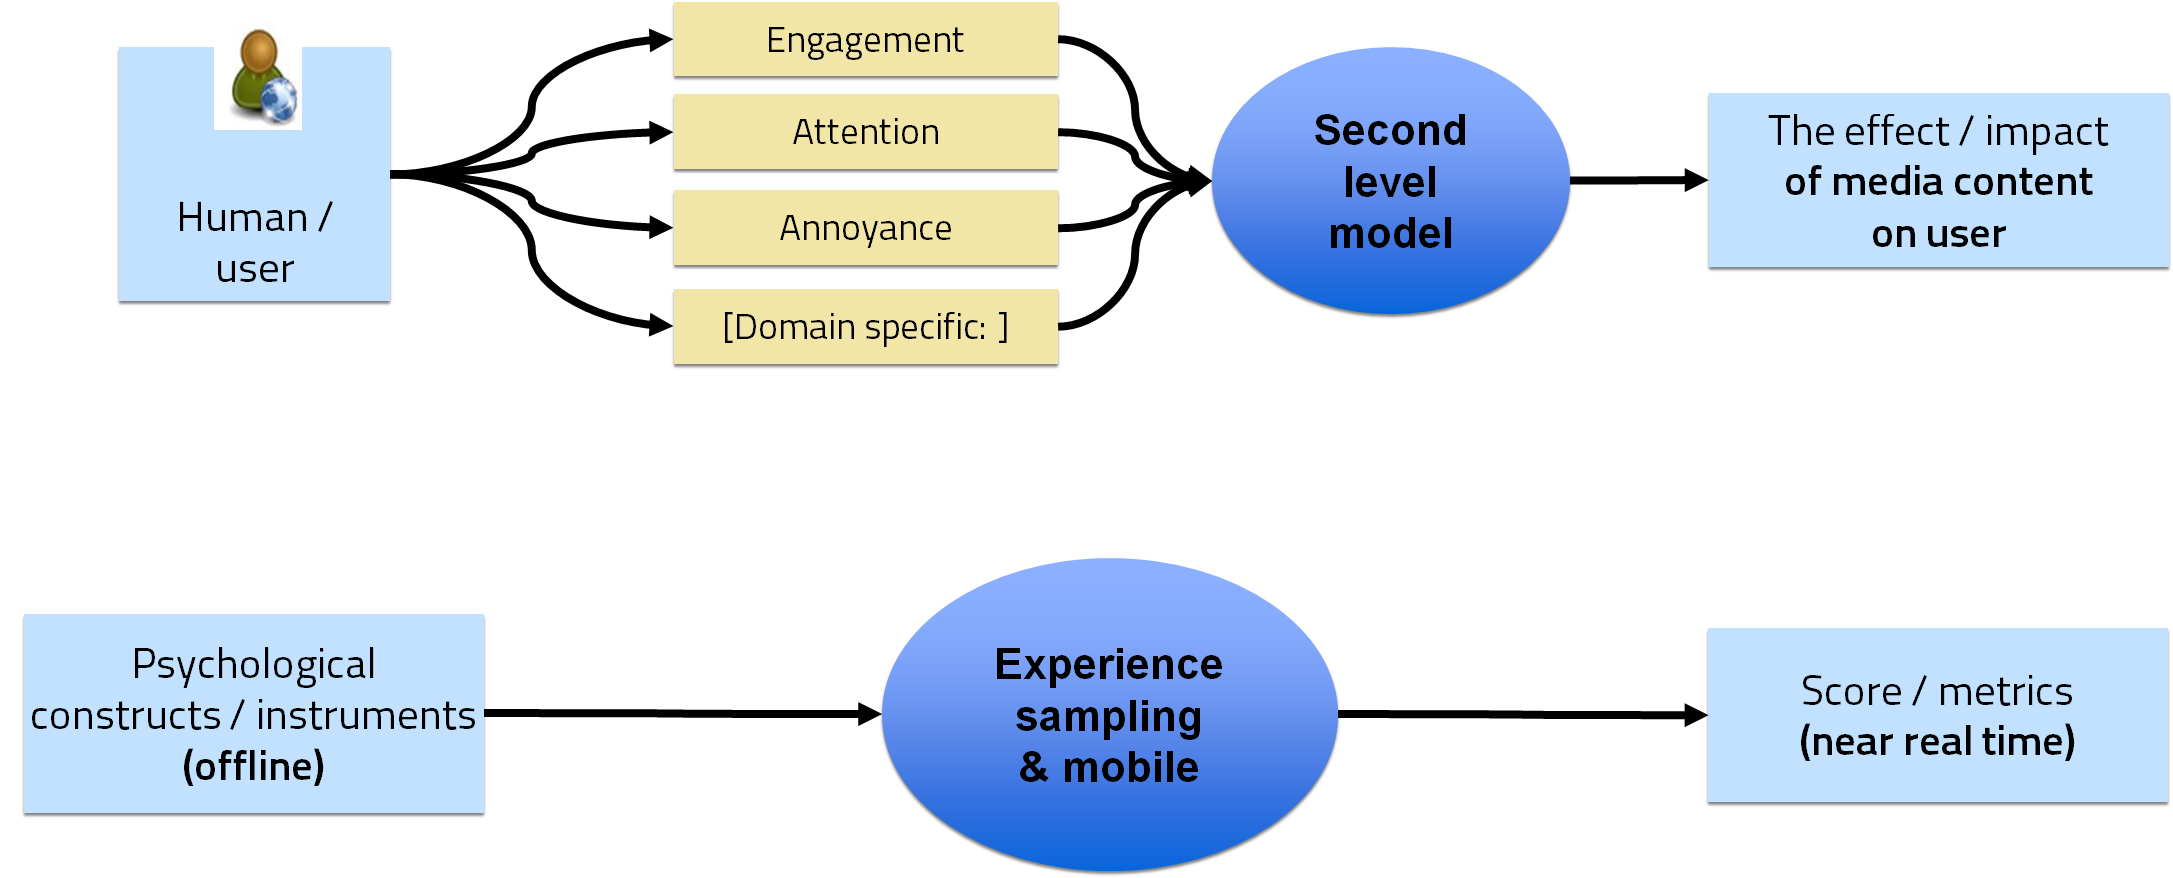 Engagement
Attention
Annoyance
[Domain specific: ]
Human /
user
Second
level
model
The effect / impact
of media content
on user
Psychological
constructs / instruments
(offline)
Experience
sampling
& mobile
Score / metrics
(near real time)